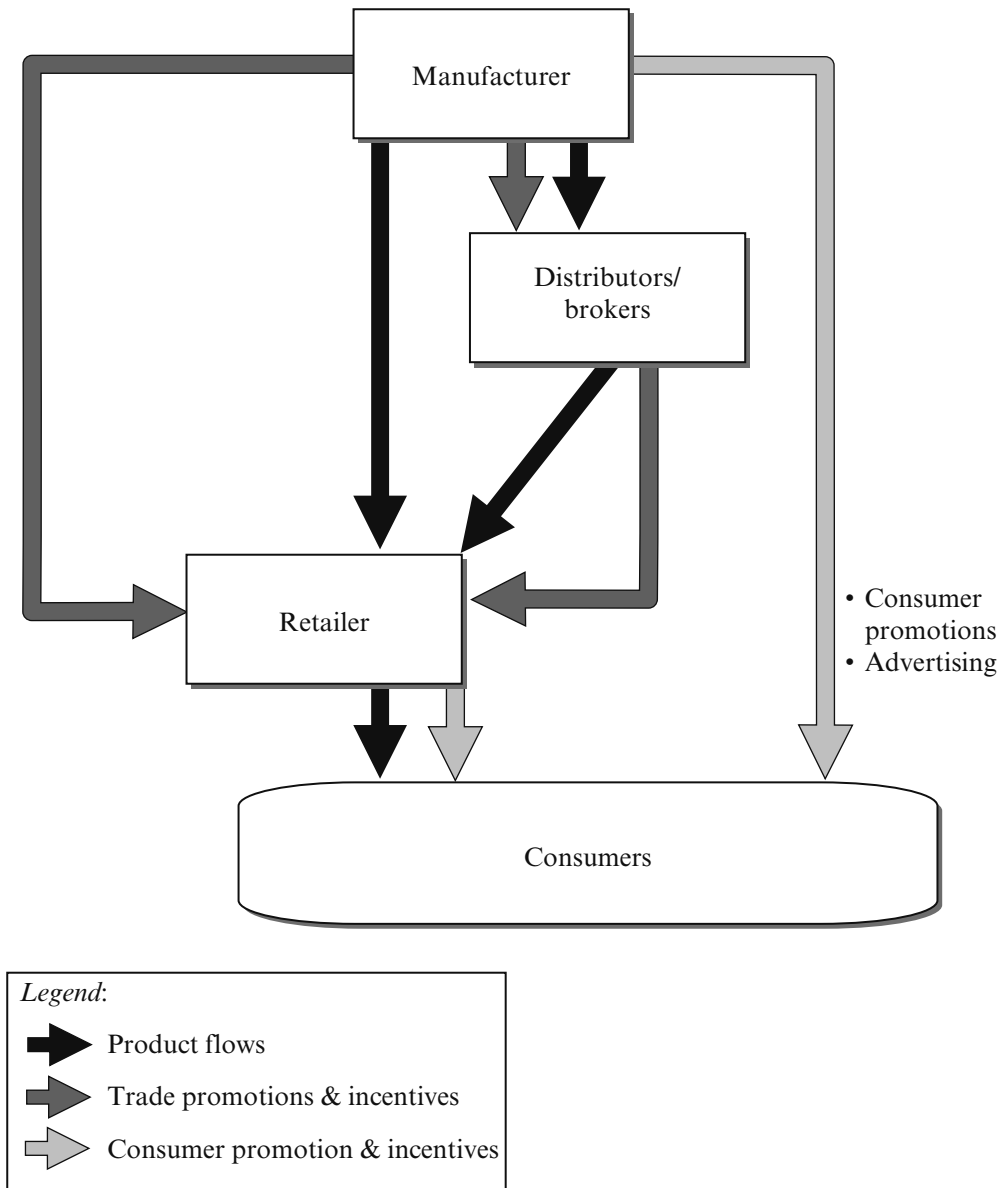 Manufacturer
Distributors/
brokers
Retailer
• Consumer
promotions
• Advertising
Consumers
Legend:
Product flows
Trade promotions & incentives
Consumer promotion & incentives